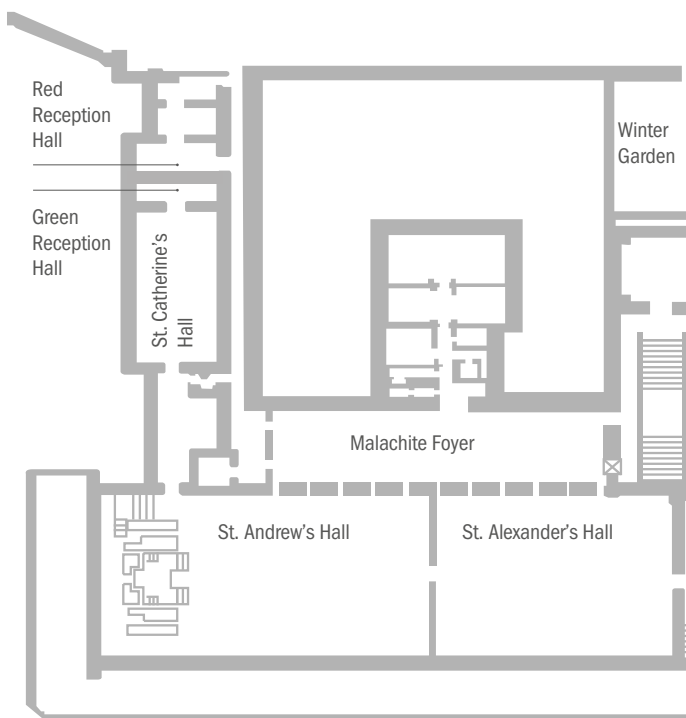 Red
Reception
Hall
Winter
Garden
Green
Reception
Hall
St. Catherine's
Hall
Malachite Foyer
St. Andrew's Hall
St. Alexander's Hall